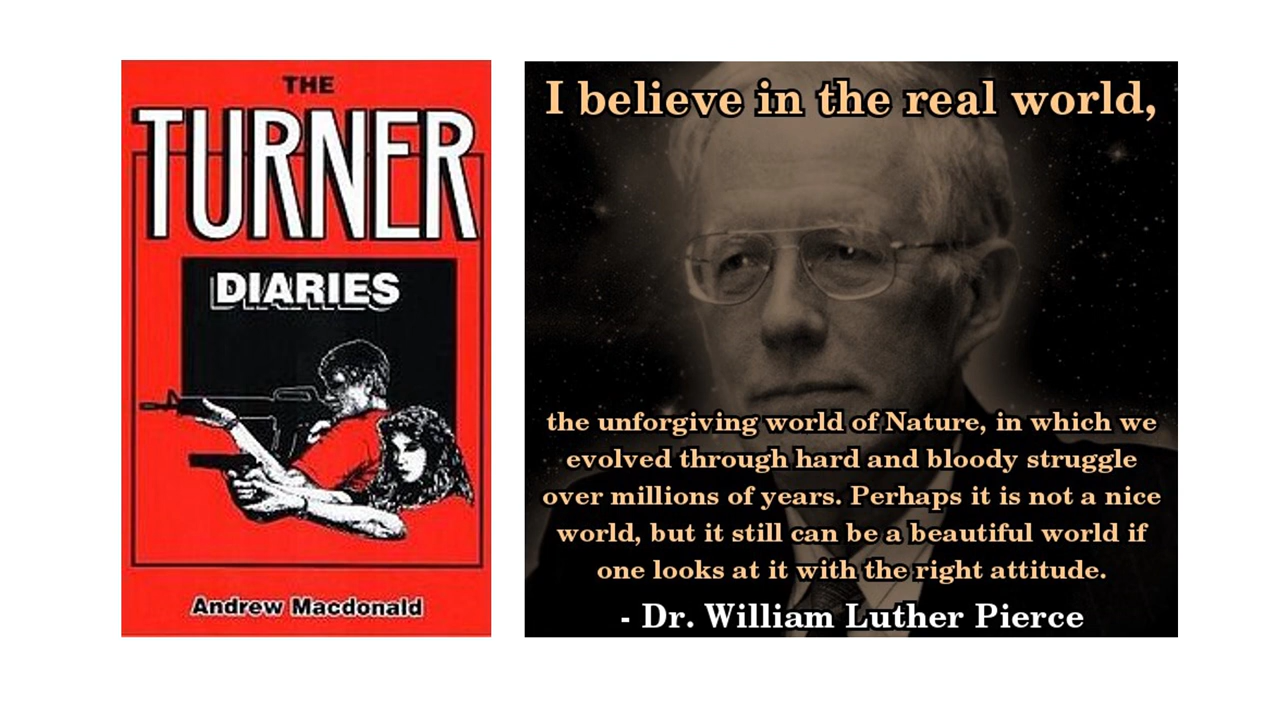 THE
TURNER
DIARIES
Andrew Macdonald
I believe in the real world,
the unforgiving world of Nature, in which we
evolved through hard and bloody struggle
over millions of years. Perhaps it is not a nice
world, but it still can be a beautiful world if
one looks at it with the right attitude.
- Dr. William Luther Pierce